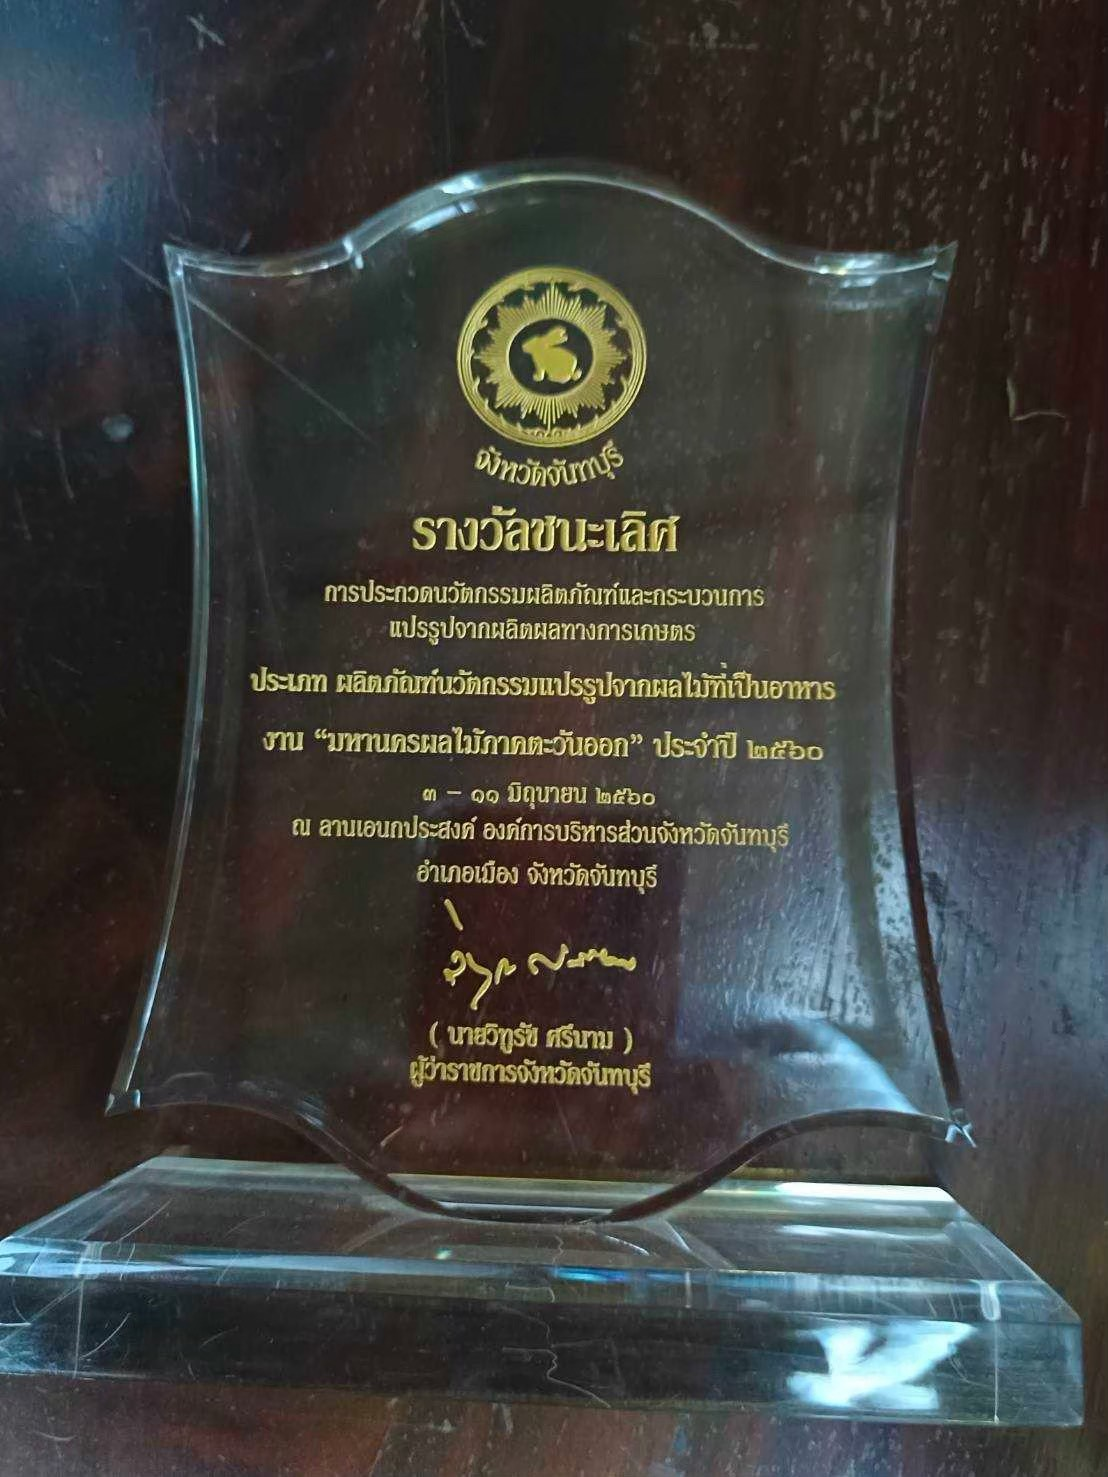 จังหวัดจันทบุรี
รางวัลชนะเลิศ
การประกวดนวัตกรรมผลิตภัณฑ์และกระบวนการ
แปรรูปจากผลิตผลทางการเกษตร
ประเภท ผลิตภัณฑ์นวัตกรรมแปรรูปจากผลไม้ที่เป็นอาหาร
งาน “มหานครผลไม้ภาคตะวันออก” ประจำปี ๒๕๖๐
๓ – ๑๑ มิถุนายน ๒๕๖๐
ณ ลานเอนกประสงค์ องค์การบริหารส่วนจังหวัดจันทบุรี
อำเภอเมือง จังหวัดจันทบุรี
( นายวิทูรัช ศรีนาม )
ผู้ว่าราชการจังหวัดจันทบุรี